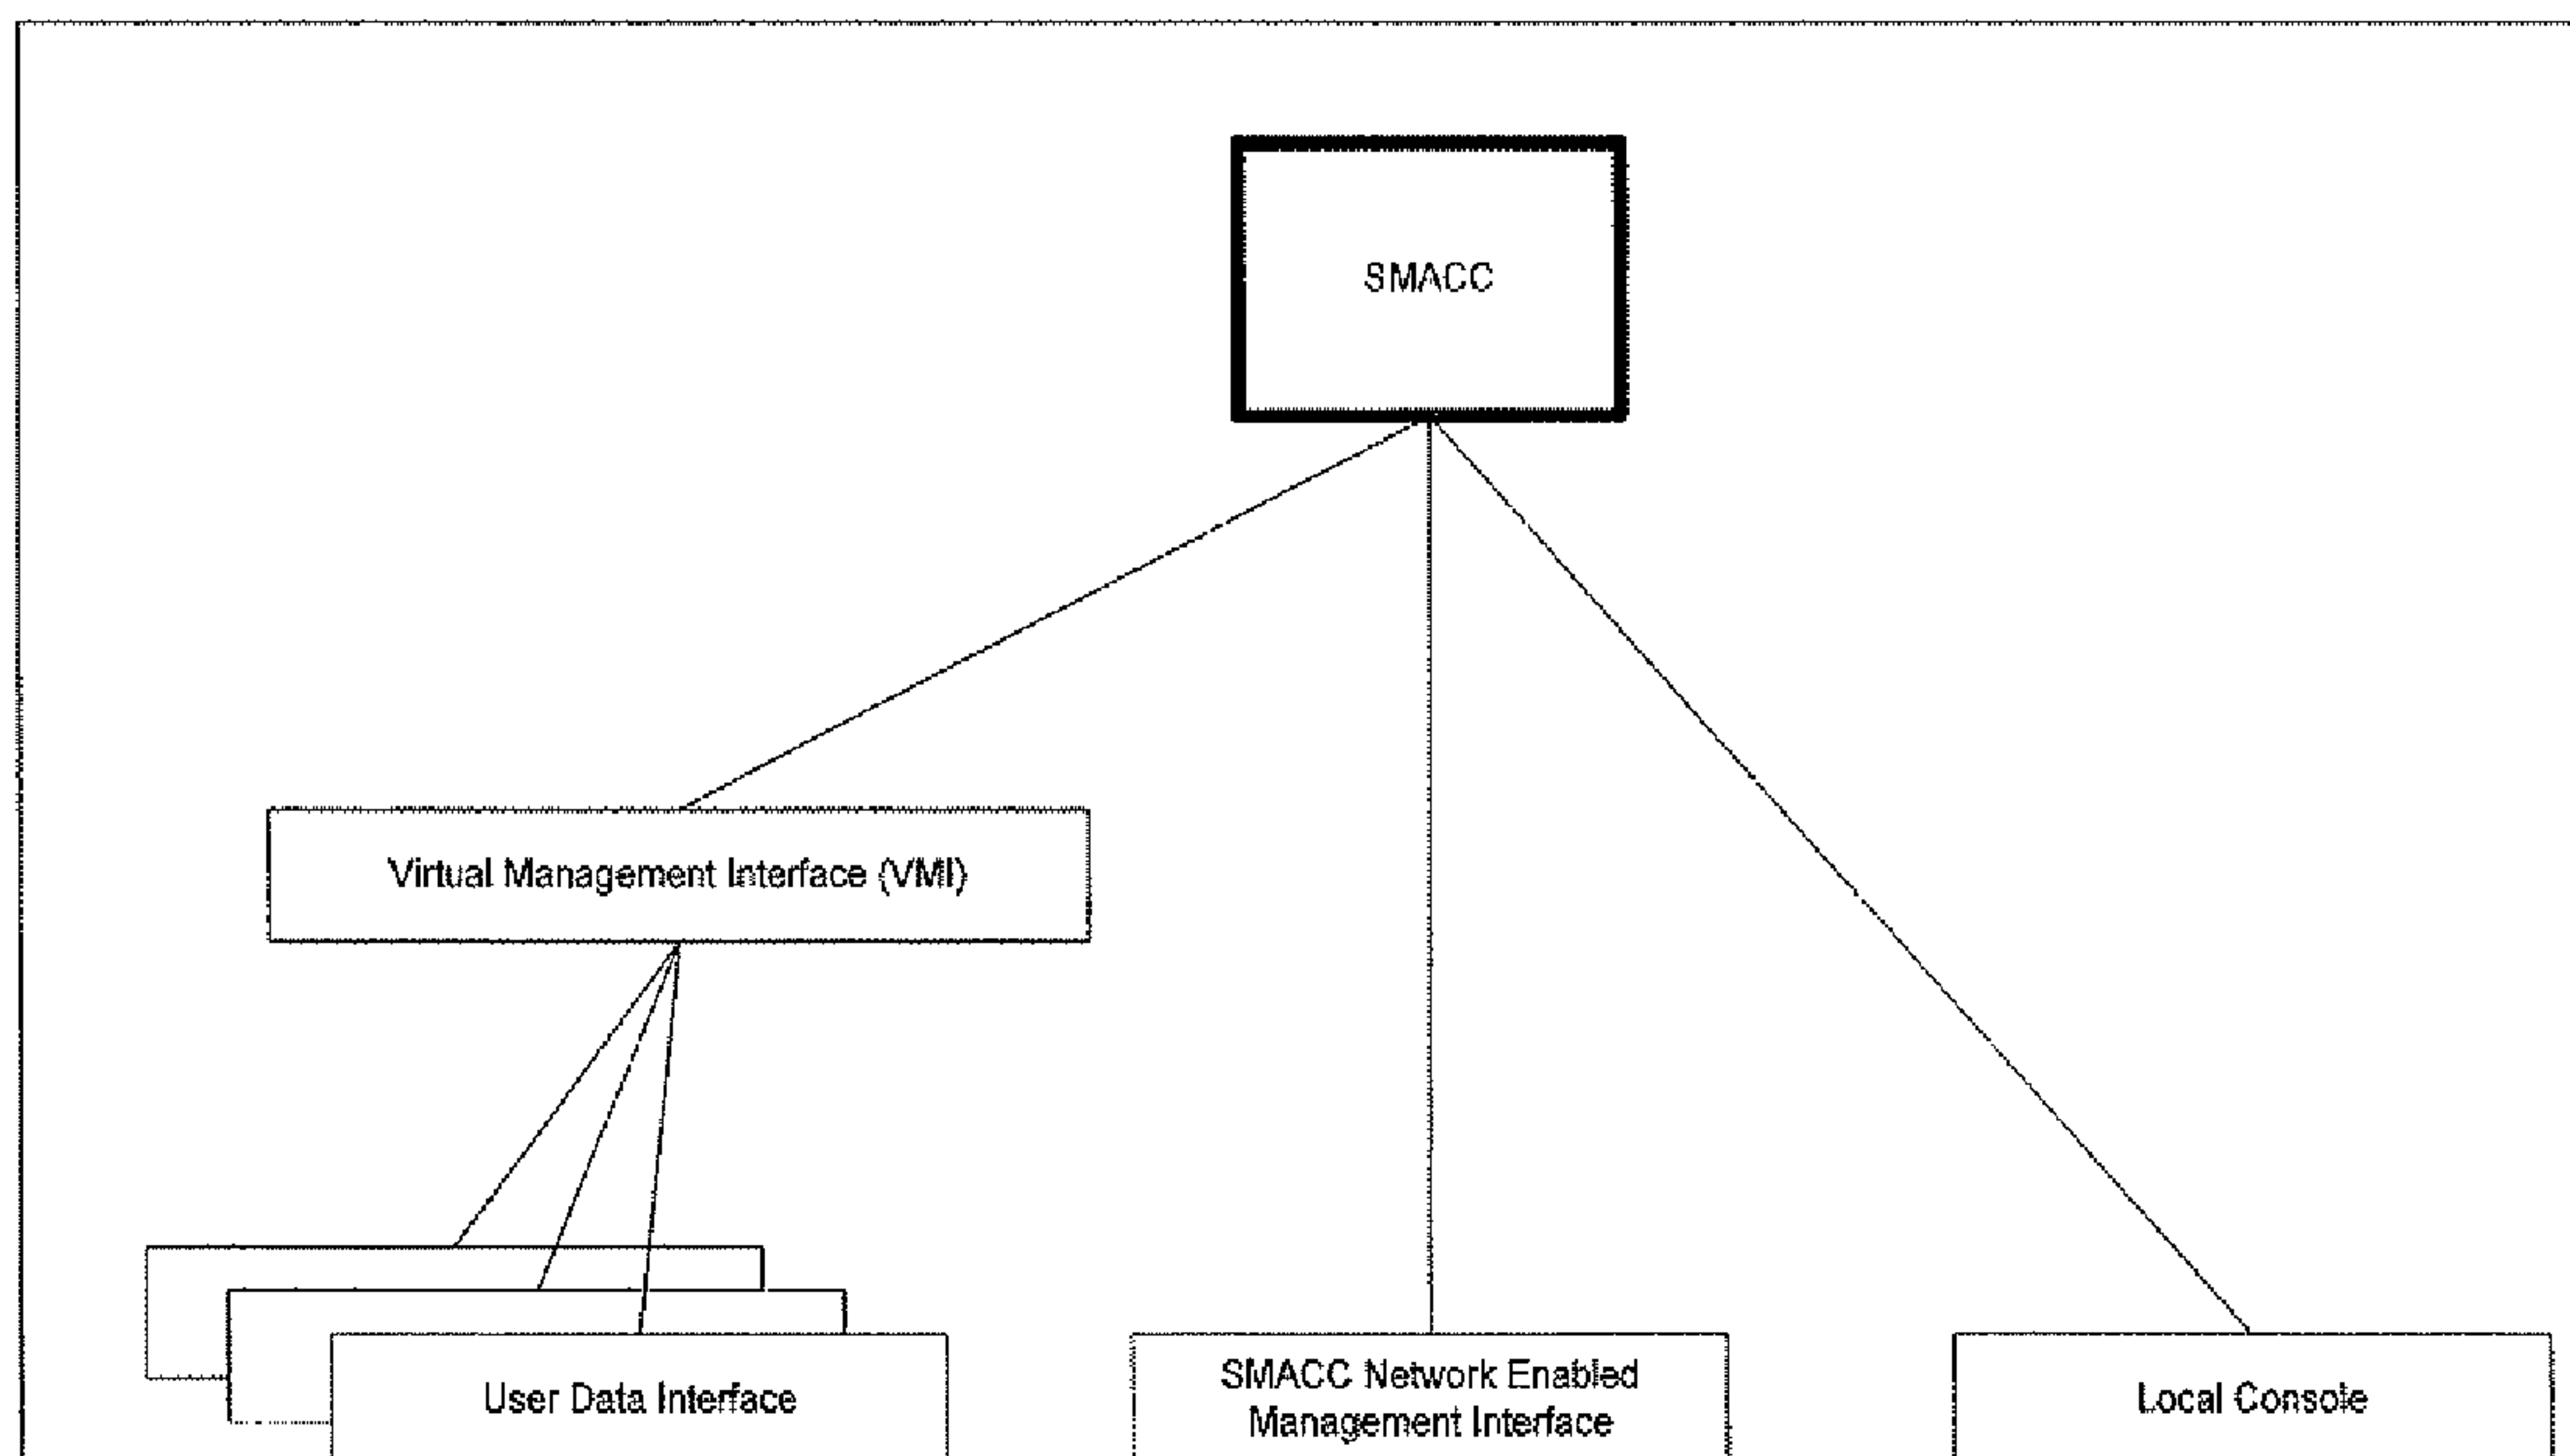 SMACC
Virtual Management Interface (VMI)
User Data Interface
SMACC Network Enabled
Management Interface
Local Console